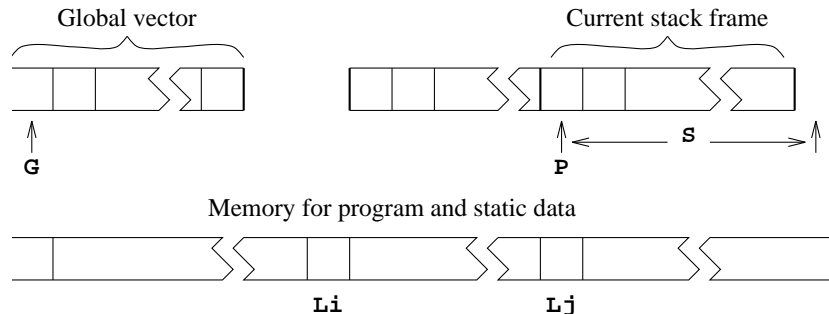 Global vector
Current stack frame
G
P
S
Memory for program and static data
Li
Lj